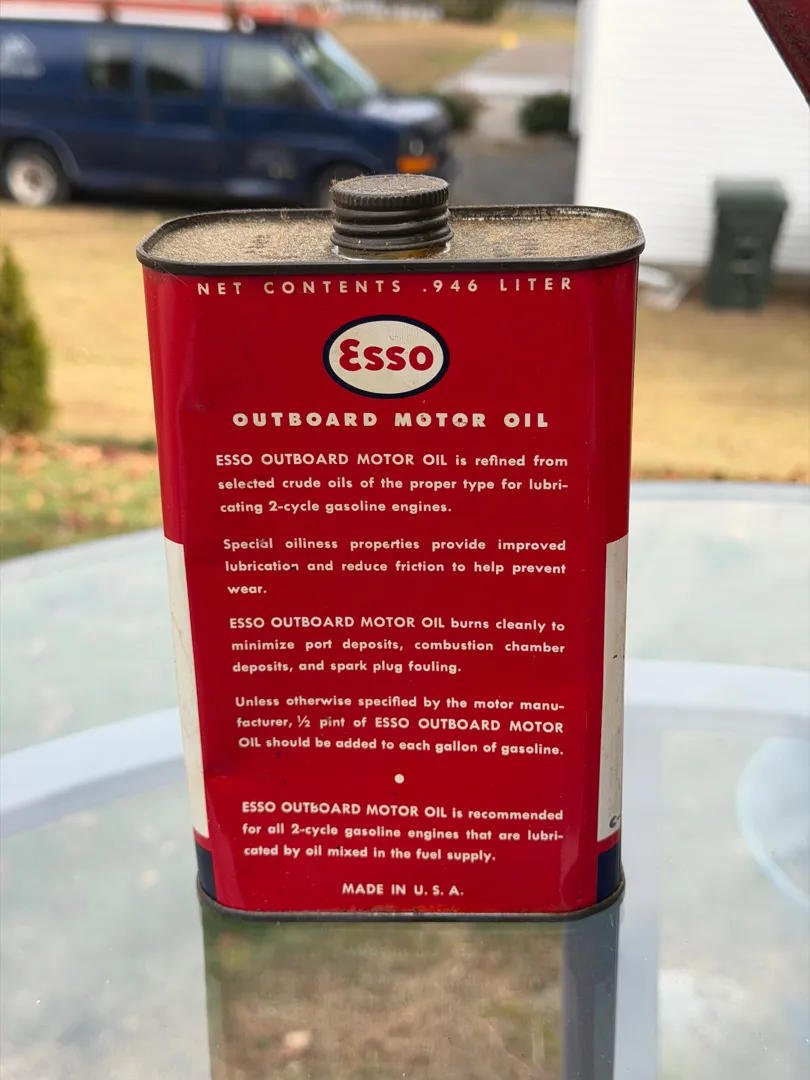 NET CONTENTS .946 LITER
Esso
OUTBOARD MOTOR OIL
ESSO OUTBOARD MOTOR OIL is refined from
selected crude oils of the proper type for lubri-
cating 2-cycle gasoline engines.
Special oiliness properties provide improved
lubrication and reduce friction to help prevent
wear.
ESSO OUTBOARD MOTOR OIL burns cleanly to
minimize port deposits, combustion chamber
deposits, and spark plug fouling.
Unless otherwise specified by the motor manu-
facturer, ½ pint of ESSO OUTBOARD MOTOR
OIL should be added to each gallon of gasoline.
ESSO OUTBOARD MOTOR OIL is recommended
for all 2-cycle gasoline engines that are lubri-
cated by oil mixed in the fuel supply.
MADE IN U. S. A.